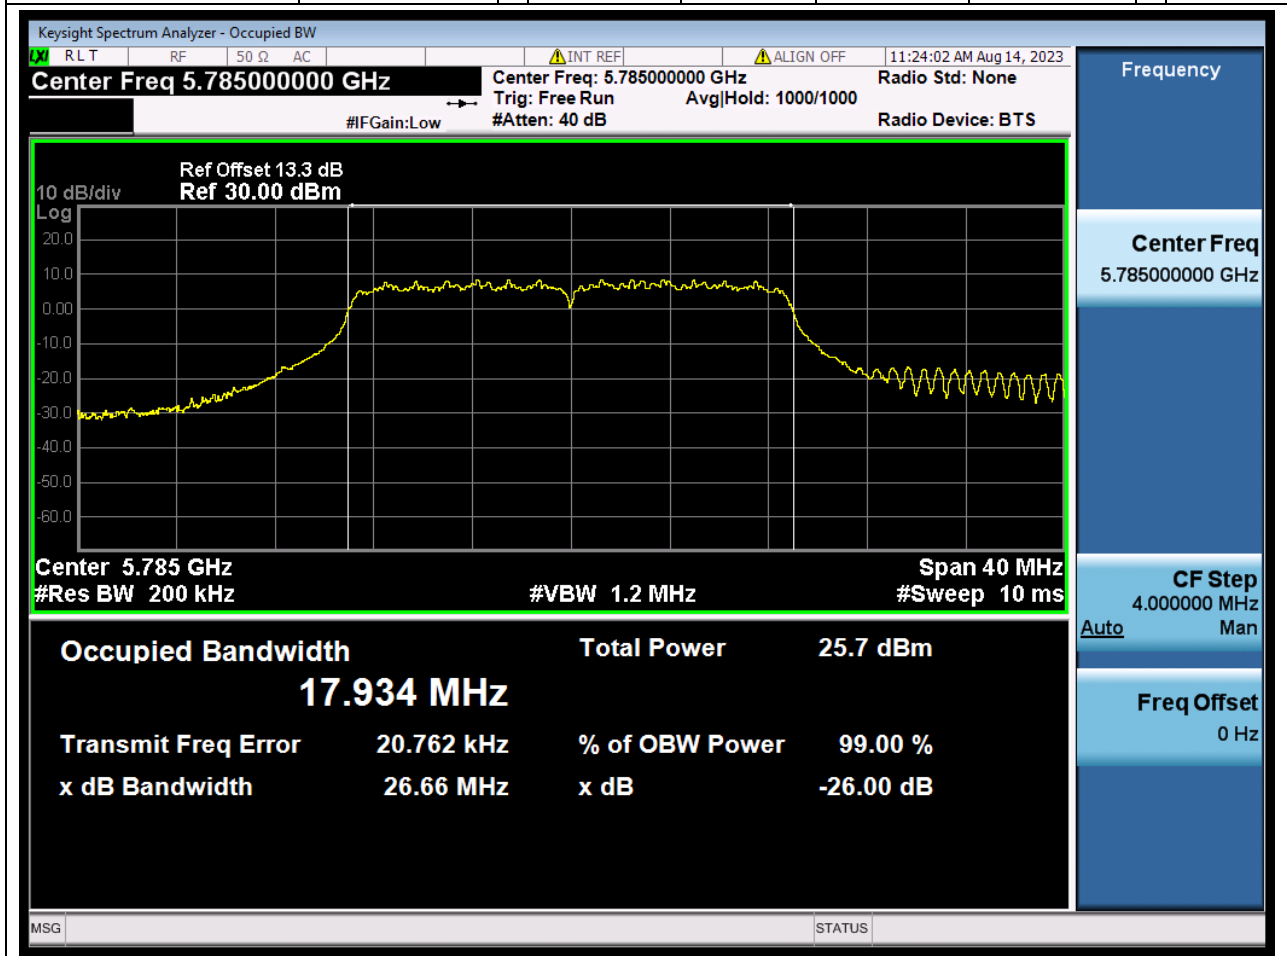 Keysight Spectrum Analyzer - Occupied BW
LXI RLT RF 50 Ω AC INT REF ALIGN OFF 11:24:02 AM Aug 14, 2023
Center Freq 5.785000000 GHz
Center Freq: 5.785000000 GHz
Radio Std: None
Trig: Free Run Avg|Hold: 1000/1000
#IFGain:Low
#Atten: 40 dB
Radio Device: BTS
Ref Offset 13.3 dB
10 dB/div Ref 30.00 dBm
Log
20.0
10.0
0.00
-10.0
-20.0
-30.0
-40.0
-50.0
-60.0
Center 5.785 GHz Span 40 MHz
#Res BW 200 kHz #VBW 1.2 MHz #Sweep 10 ms
Occupied Bandwidth Total Power 25.7 dBm
17.934 MHz
Transmit Freq Error 20.762 kHz % of OBW Power 99.00 %
x dB Bandwidth 26.66 MHz x dB -26.00 dB
Frequency
Center Freq
5.785000000 GHz
CF Step
4.000000 MHz
Auto Man
Freq Offset
0 Hz
MSG STATUS